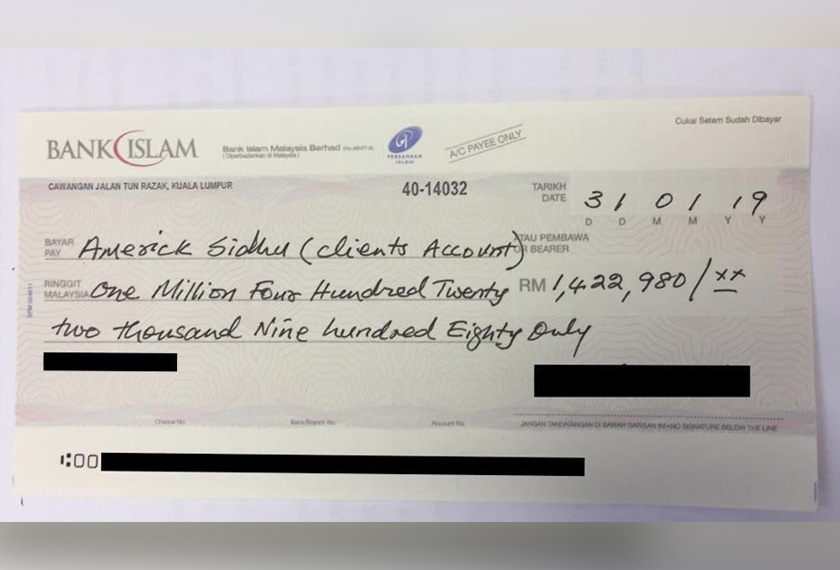 Cukai Setem Sudah Dibayar
BANK ISLAM
Bank Islam Malaysia Berhad
(Diperbadankan di Malaysia)
PERBANKAN
ISLAM
A/C PAYEE ONLY
CAWANGAN JALAN TUN RAZAK, KUALA LUMPUR
40-14032
TARIKH
DATE
31 01 19
D D M M Y Y
BAYAR
PAY
Americk Sidhu (Clients Account)
ATAU PEMBAWA
OR BEARER
RINGGIT
MALAYSIA
One Million Four Hundred Twenty
RM 1,422,980/xx
two thousand Nine hundred Eighty Only
Cheque No.
Bank/Branch No.
Account No.
JANGAN TANDATANGAN DI BAWAH GARISAN INI•NO SIGNATURE BELOW THE LINE
⑆00